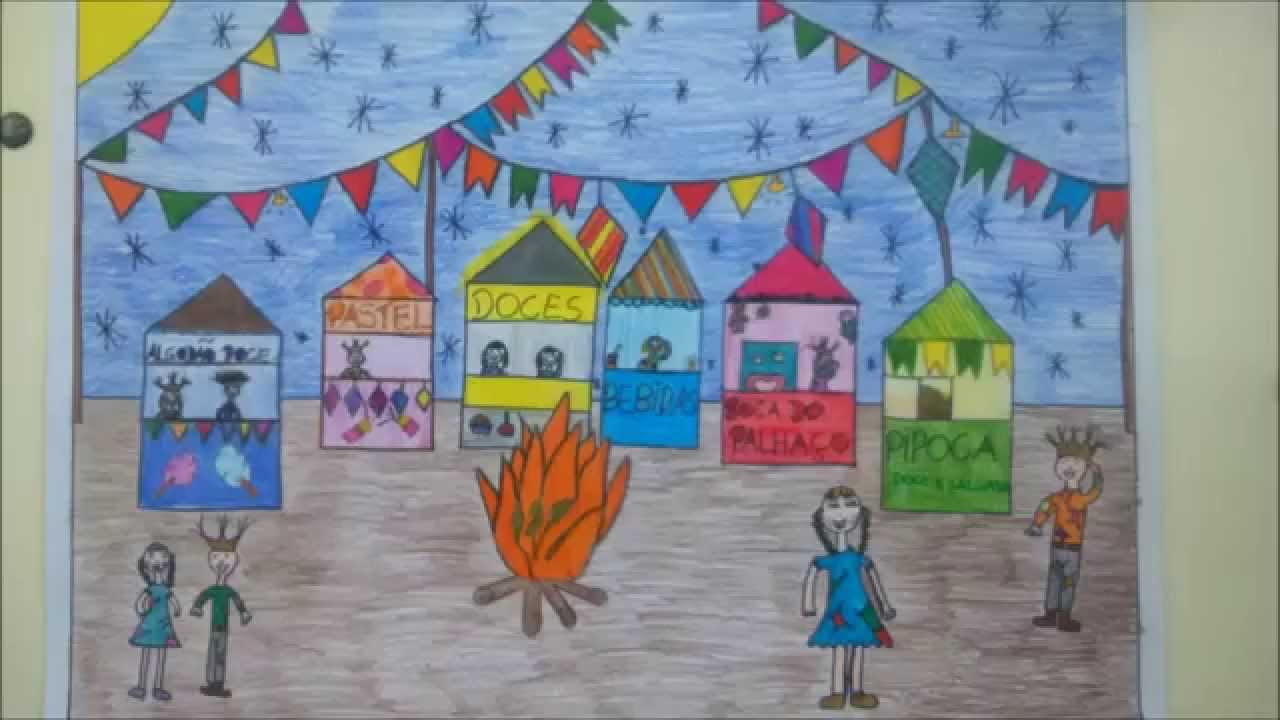 ALGODÃO DOCE
PASTEL
DOCES
BEBIDAS
BOCA DO
PALHAÇO
PIPOCA
DOCE E SALGADA